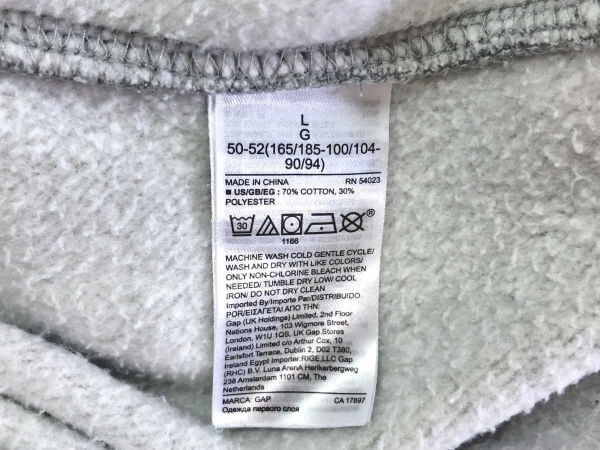 L
G
50-52(165/185-100/104-
90/94)
MADE IN CHINA RN 54023
■ US/GB/EG : 70% COTTON, 30%
POLYESTER
30
®
1166
MACHINE WASH COLD GENTLE CYCLE/
WASH AND DRY WITH LIKE COLORS/
ONLY NON-CHLORINE BLEACH WHEN
NEEDED/ TUMBLE DRY LOW/ COOL
IRON/ DO NOT DRY CLEAN
Imported By/Importe Par/DISTRIBUIDO
POR/ΕΙΣΑΓΕΤΑΙ ΑΠΟ ΤΗΝ:
Gap (UK Holdings) Limited, 2nd Floor
Nations House, 103 Wigmore Street,
London, W1U 1QS, UK Gap Stores
(Ireland) Limited c/o Arthur Cox, 10
Earlsfort Terrace, Dublin 2, D02 T380,
Ireland Egypt Importer:RIGE,LLC Gap
(RHC) B.V. Luna ArenA Herikerbergweg
238 Amsterdam 1101 CM, The
Netherlands
MARCA: GAP CA 17897
Одежда первого слоя